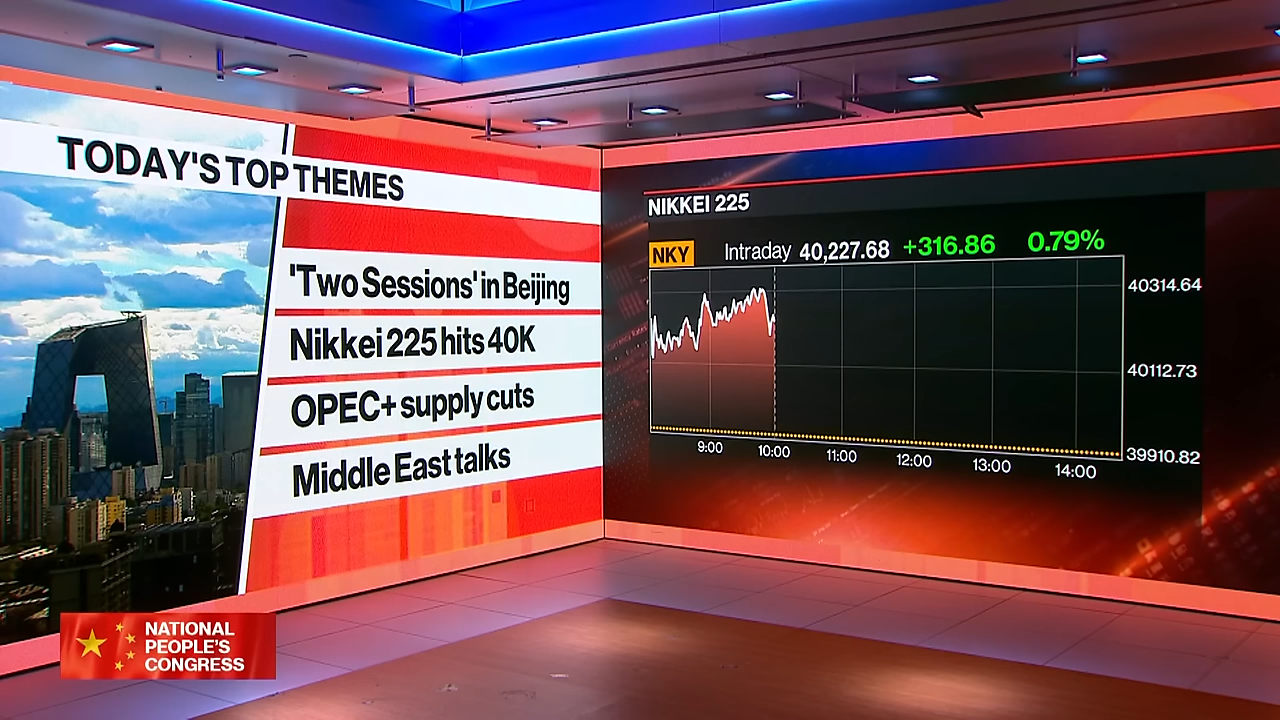 TODAY'S TOP THEMES
'Two Sessions' in Beijing
Nikkei 225 hits 40K
OPEC+ supply cuts
Middle East talks
NATIONAL
PEOPLE'S
CONGRESS
NIKKEI 225
NKY Intraday 40,227.68 +316.86 0.79%
40314.64
40112.73
39910.82
9:00 10:00 11:00 12:00 13:00 14:00